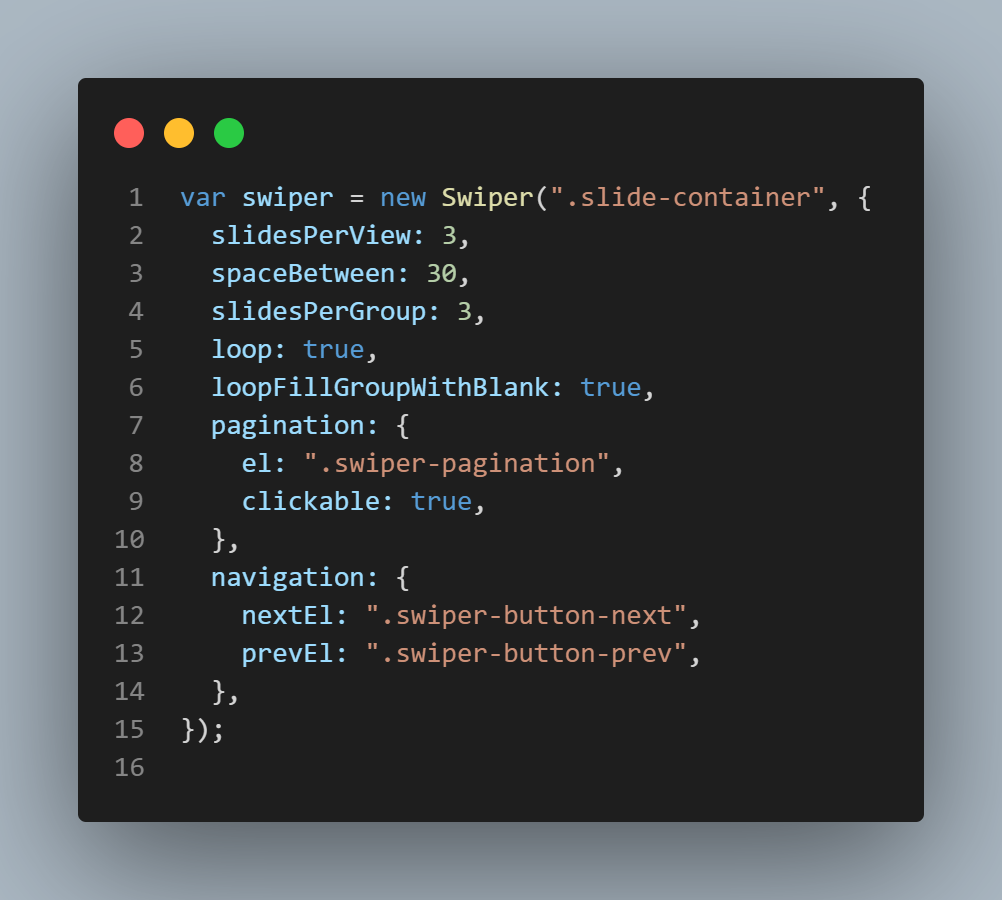 1 var swiper = new Swiper(".slide-container", {
2   slidesPerView: 3,
3   spaceBetween: 30,
4   slidesPerGroup: 3,
5   loop: true,
6   loopFillGroupWithBlank: true,
7   pagination: {
8     el: ".swiper-pagination",
9     clickable: true,
10   },
11   navigation: {
12     nextEl: ".swiper-button-next",
13     prevEl: ".swiper-button-prev",
14   },
15 });
16